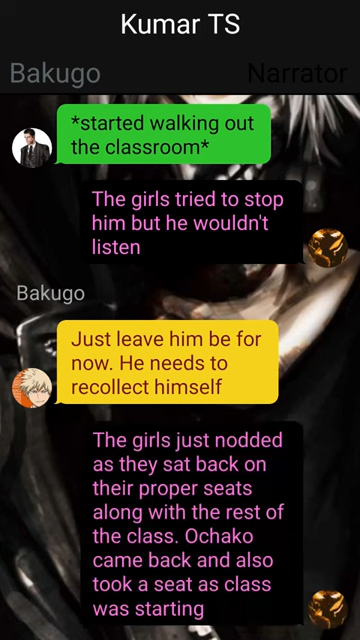 Kumar TS
Bakugo Narrator
*started walking out
the classroom*
The girls tried to stop
him but he wouldn't
listen
Bakugo
Just leave him be for
now. He needs to
recollect himself
The girls just nodded
as they sat back on
their proper seats
along with the rest of
the class. Ochako
came back and also
took a seat as class
was starting